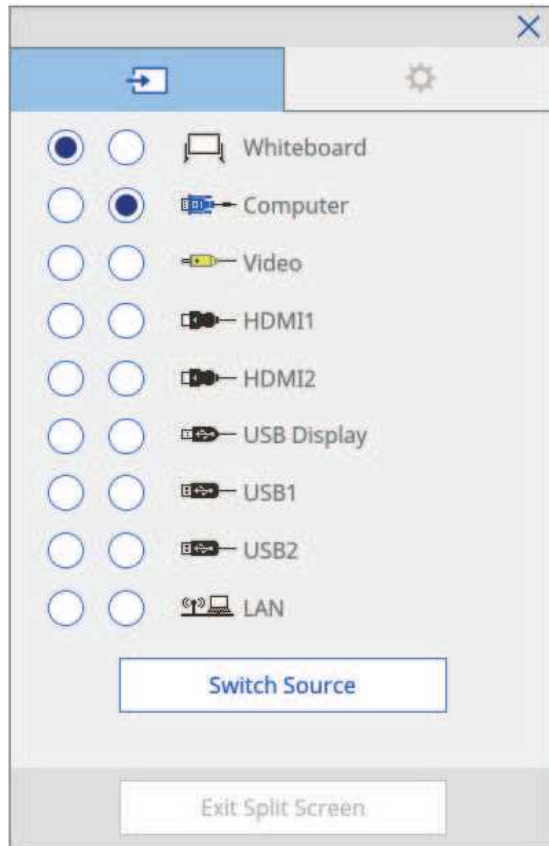 Whiteboard
Computer
Video
HDMI1
HDMI2
USB Display
USB1
USB2
LAN
Switch Source
Exit Split Screen